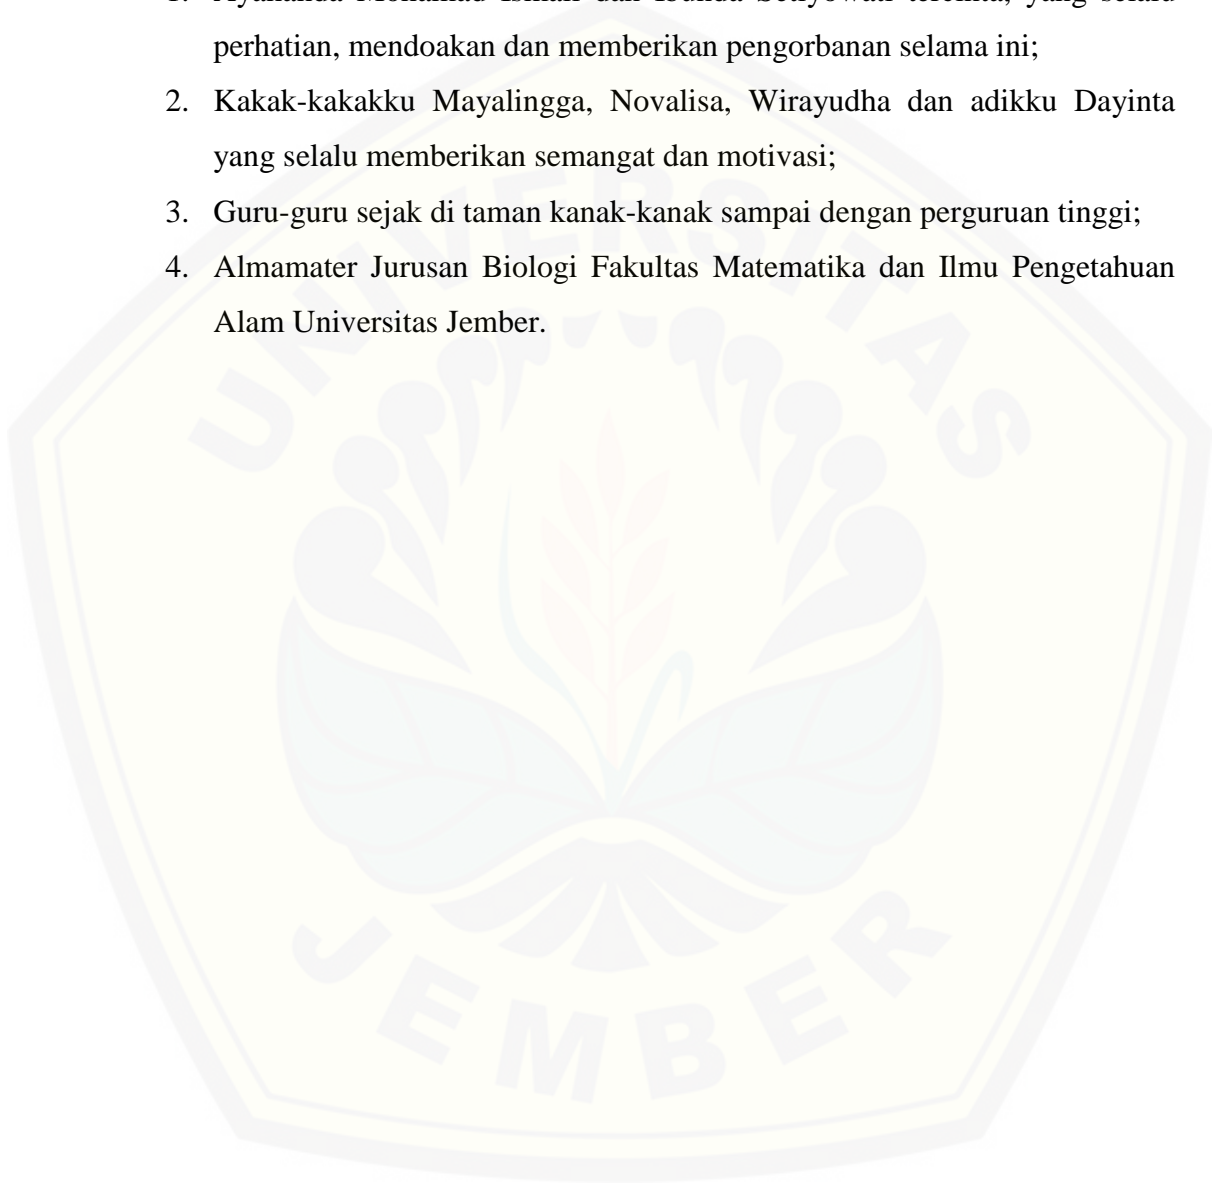 perhatian, mendoakan dan memberikan pengorbanan selama ini;
2. Kakak-kakakku Mayalingga, Novalisa, Wirayudha dan adikku Dayinta
yang selalu memberikan semangat dan motivasi;
3. Guru-guru sejak di taman kanak-kanak sampai dengan perguruan tinggi;
4. Almamater Jurusan Biologi Fakultas Matematika dan Ilmu Pengetahuan
Alam Universitas Jember.
UNIVERSITAS
JEMBER